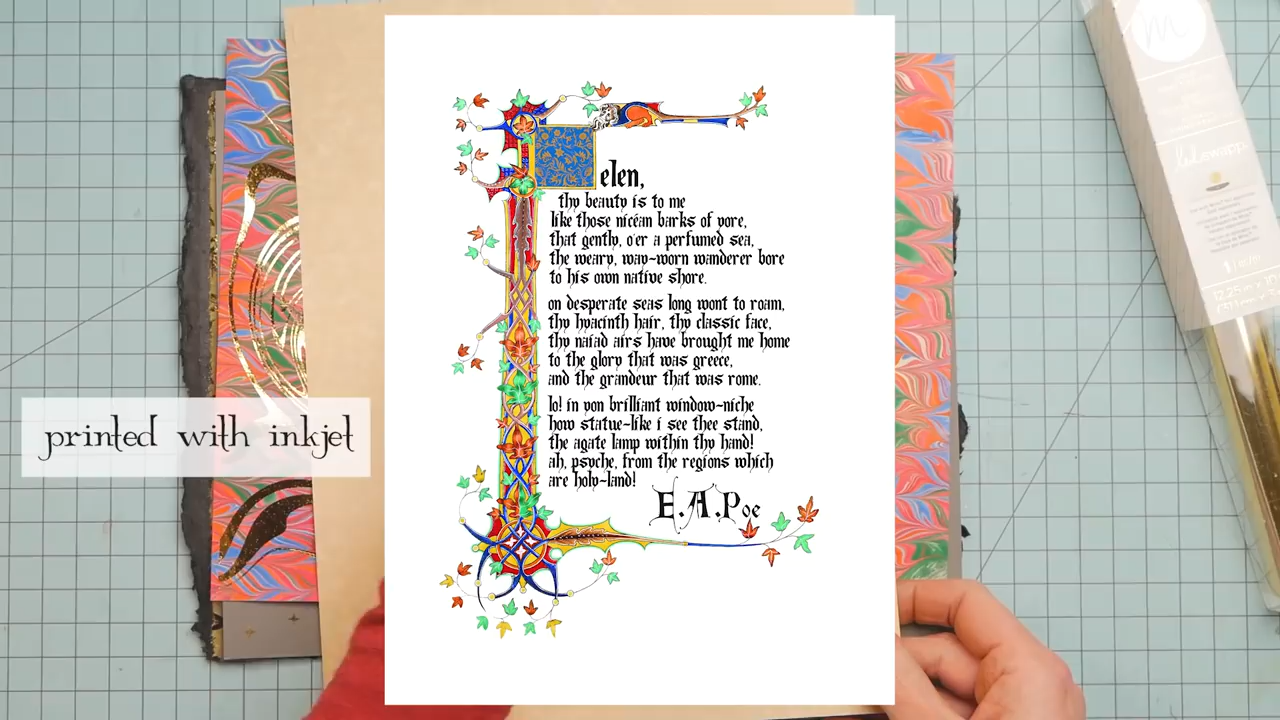 elen,
thy beauty is to me
like those nicéan barks of yore,
that gently, o'er a perfumed sea,
the weary, way-worn wanderer bore
to his own native shore.
on desperate seas long wont to roam,
thy hyacinth hair, thy classic face,
thy naiad airs have brought me home
to the glory that was greece,
and the grandeur that was rome.
lo! in yon brilliant window-niche
how statue-like i see thee stand,
the agate lamp within thy hand!
ah, psyche, from the regions which
are holy-land!
E.A.Poe
printed with inkjet